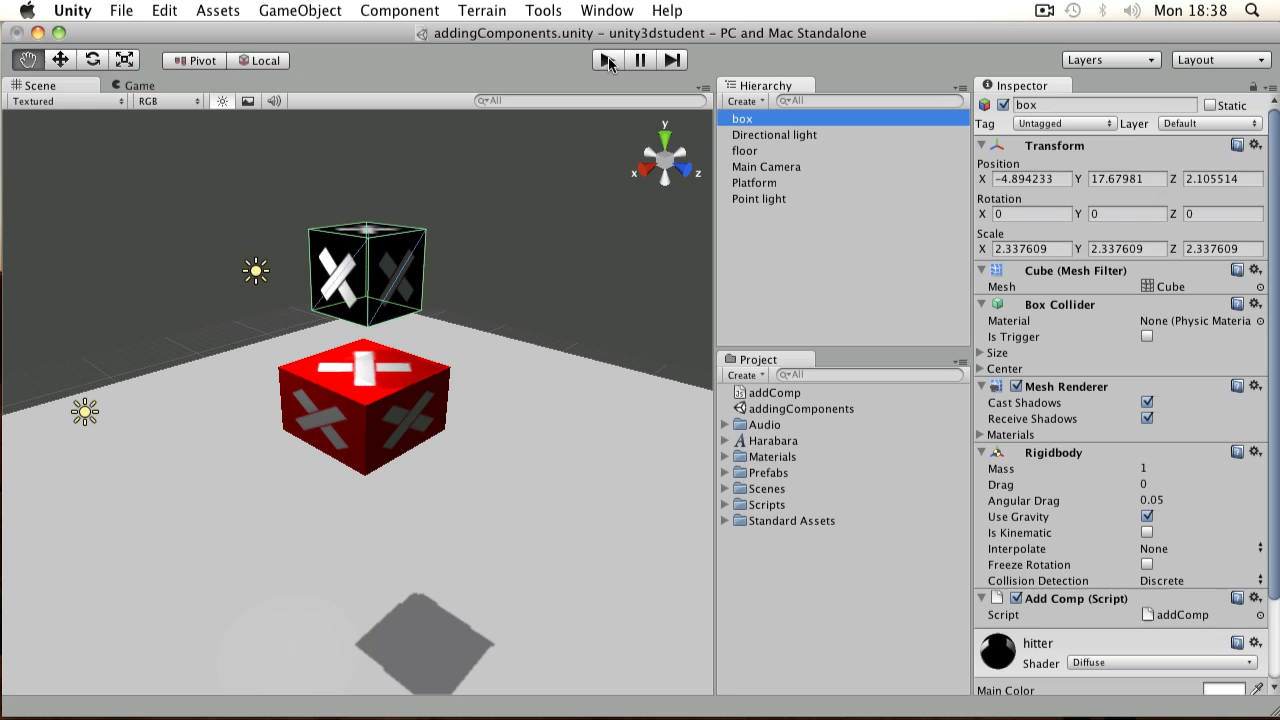 Unity File Edit Assets GameObject Component Terrain Tools Window Help Mon 18:38
addingComponents.unity – unity3dstudent – PC and Mac Standalone
Pivot Local Layers Layout
Scene Game
Textured RGB All
y
x z
Hierarchy
Create All
box
Directional light
floor
Main Camera
Platform
Point light
Project
Create All
addComp
addingComponents
Audio
Harabara
Materials
Prefabs
Scenes
Scripts
Standard Assets
Inspector
box Static
Tag Untagged Layer Default
Transform
Position
X -4.894233 Y 17.67981 Z 2.105514
Rotation
X 0 Y 0 Z 0
Scale
X 2.337609 Y 2.337609 Z 2.337609
Cube (Mesh Filter)
Mesh Cube
Box Collider
Material None (Physic Materia
Is Trigger
Size
Center
Mesh Renderer
Cast Shadows
Receive Shadows
Materials
Rigidbody
Mass 1
Drag 0
Angular Drag 0.05
Use Gravity
Is Kinematic
Interpolate None
Freeze Rotation
Collision Detection Discrete
Add Comp (Script)
Script addComp
hitter
Shader Diffuse
Main Color